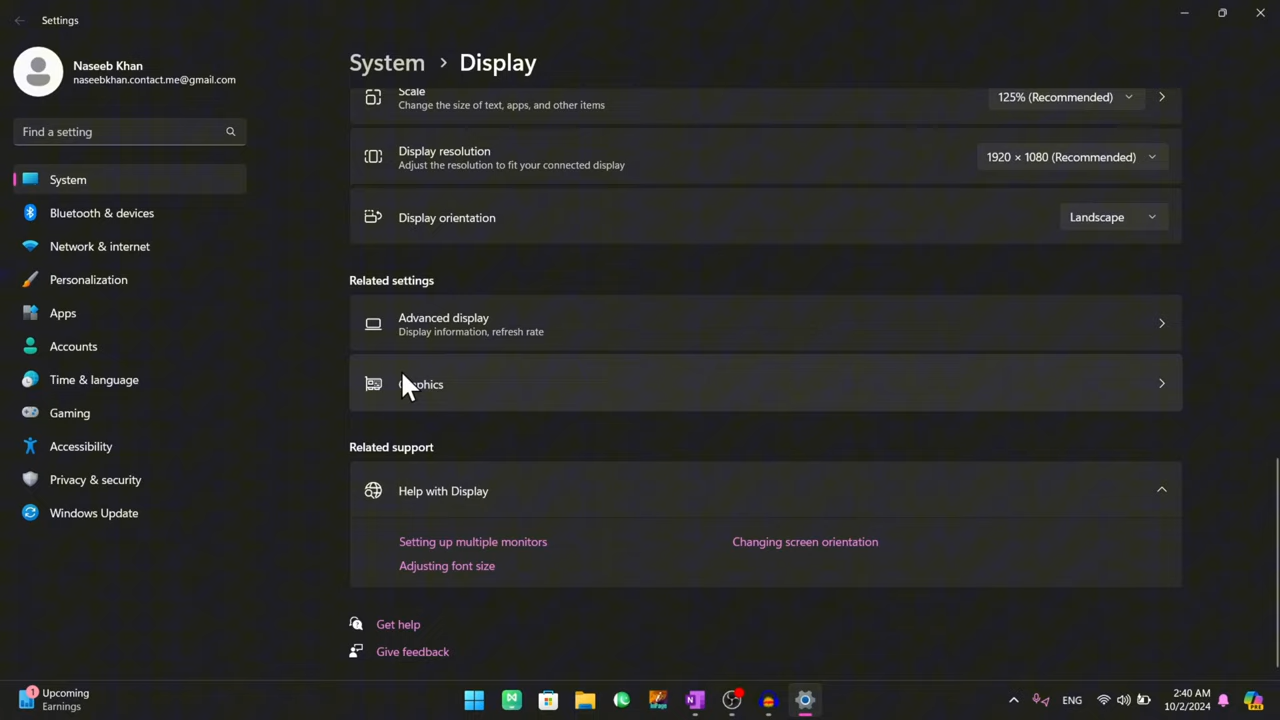 Settings
Naseeb Khan
naseebkhan.contact.me@gmail.com
Find a setting
System
Bluetooth & devices
Network & internet
Personalization
Apps
Accounts
Time & language
Gaming
Accessibility
Privacy & security
Windows Update
System > Display
Scale
Change the size of text, apps, and other items
125% (Recommended)
Display resolution
Adjust the resolution to fit your connected display
1920 × 1080 (Recommended)
Display orientation
Landscape
Related settings
Advanced display
Display information, refresh rate
Graphics
Related support
Help with Display
Setting up multiple monitors
Changing screen orientation
Adjusting font size
Get help
Give feedback
1
Upcoming
Earnings
ENG
2:40 AM
10/2/2024